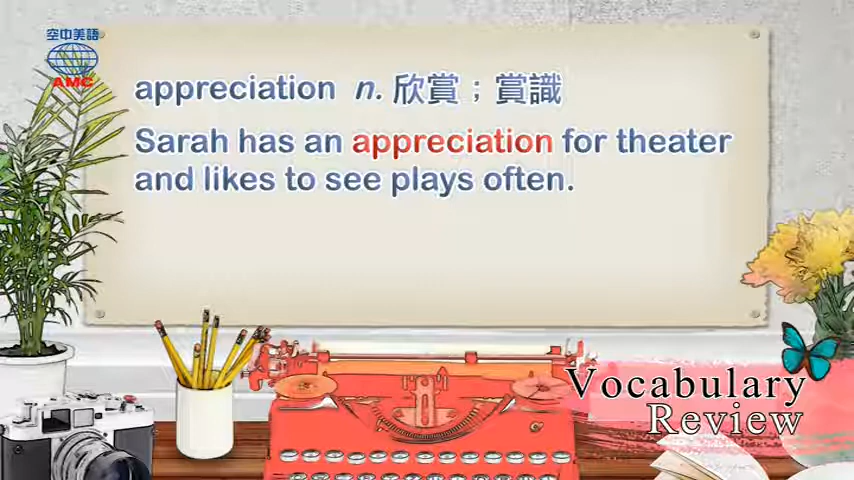 空中美語
AMC
appreciation n. 欣賞；賞識
Sarah has an appreciation for theater
and likes to see plays often.
Vocabulary
Review